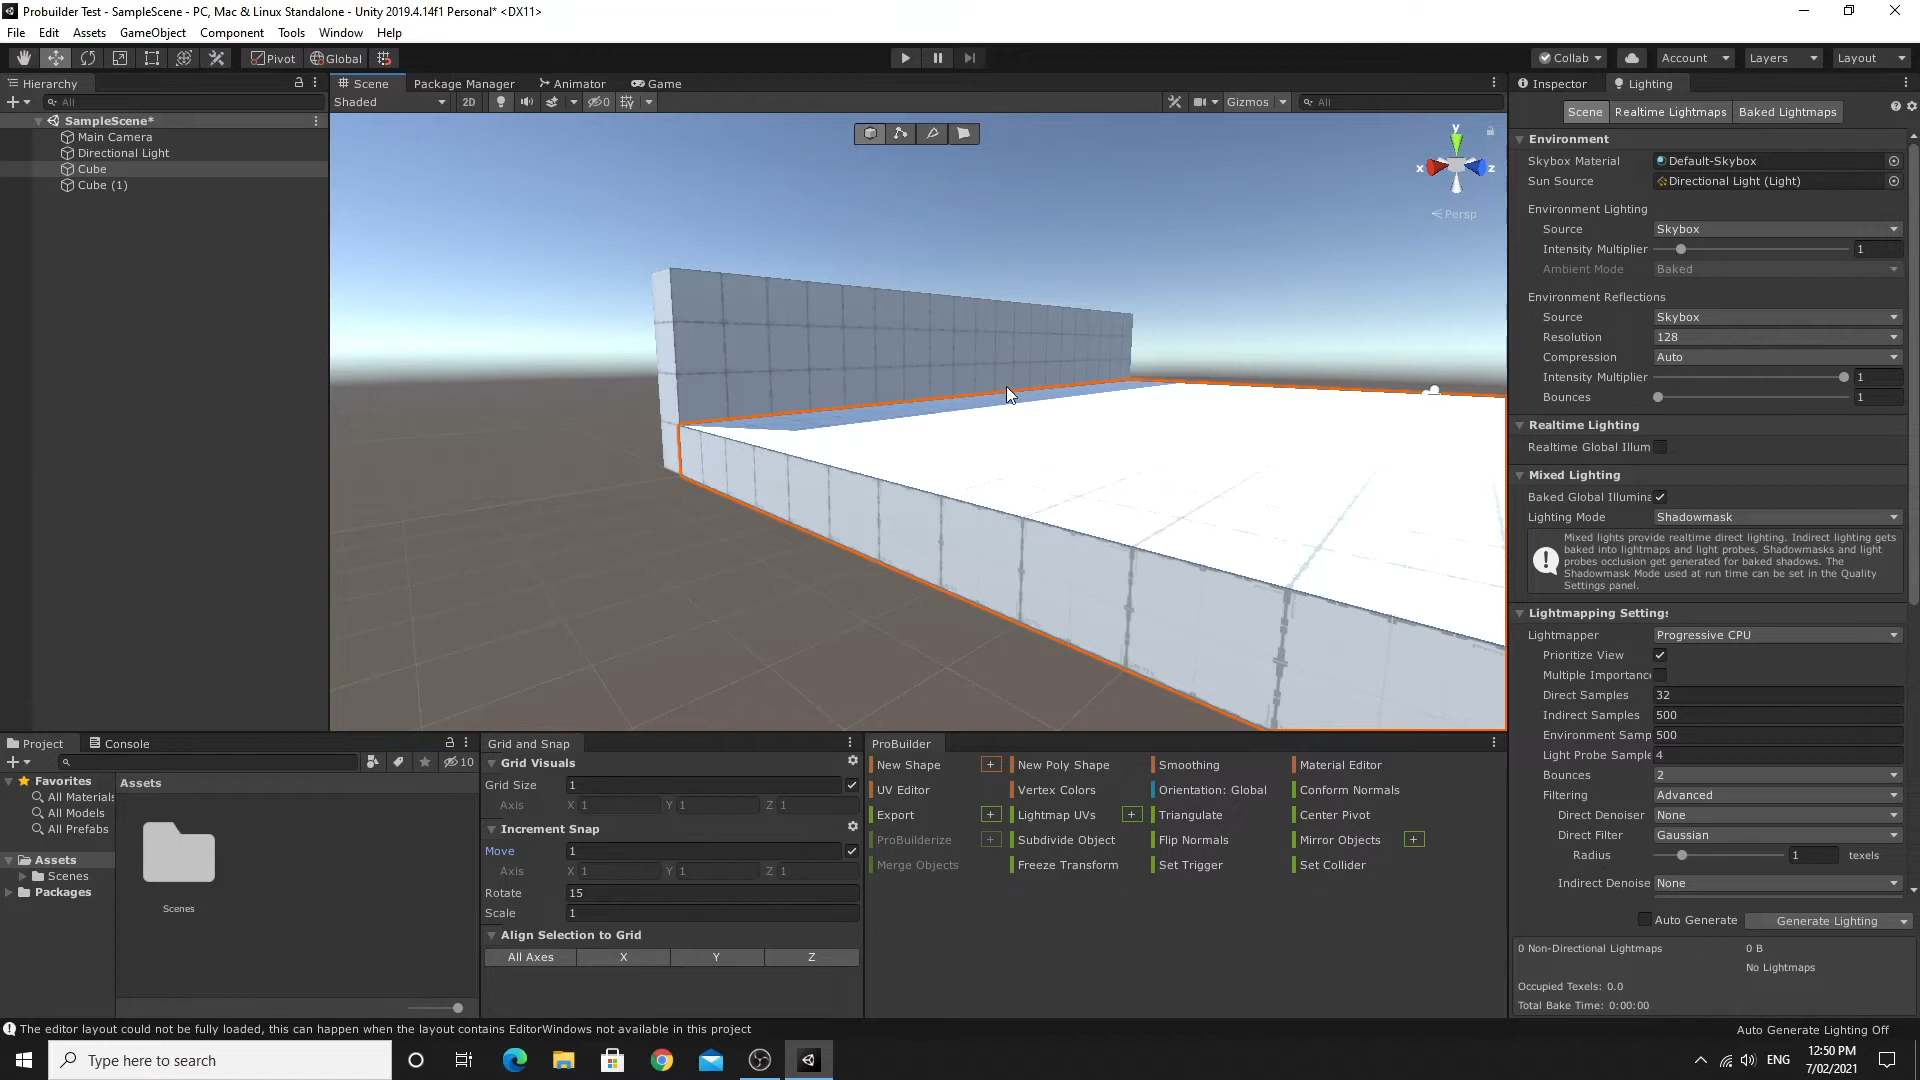 Probuilder Test - SampleScene - PC, Mac & Linux Standalone - Unity 2019.4.14f1 Personal* <DX11>
File Edit Assets GameObject Component Tools Window Help
Pivot Global Collab Account Layers Layout
Hierarchy
All
SampleScene*
Main Camera
Directional Light
Cube
Cube (1)
Scene Package Manager Animator Game
Shaded 2D 0 Gizmos All
y
x z
Persp
Inspector Lighting
Scene Realtime Lightmaps Baked Lightmaps
Environment
Skybox Material Default-Skybox
Sun Source Directional Light (Light)
Environment Lighting
Source Skybox
Intensity Multiplier 1
Ambient Mode Baked
Environment Reflections
Source Skybox
Resolution 128
Compression Auto
Intensity Multiplier 1
Bounces 1
Realtime Lighting
Realtime Global Illum
Mixed Lighting
Baked Global Illumina
Lighting Mode Shadowmask
Mixed lights provide realtime direct lighting. Indirect lighting gets
baked into lightmaps and light probes. Shadowmasks and light
probes occlusion get generated for baked shadows. The
Shadowmask Mode used at run time can be set in the Quality
Settings panel.
Lightmapping Settings
Lightmapper Progressive CPU
Prioritize View
Multiple Importance
Direct Samples 32
Indirect Samples 500
Environment Samp 500
Light Probe Sample 4
Bounces 2
Filtering Advanced
Direct Denoiser None
Direct Filter Gaussian
Radius 1 texels
Indirect Denoise None
Auto Generate Generate Lighting
0 Non-Directional Lightmaps 0 B
No Lightmaps
Occupied Texels: 0.0
Total Bake Time: 0:00:00
Project Console
10
Favorites
All Materials
All Models
All Prefabs
Assets
Scenes
Packages
Assets
Scenes
Grid and Snap
Grid Visuals
Grid Size 1
Axis X 1 Y 1 Z 1
Increment Snap
Move 1
Axis X 1 Y 1 Z 1
Rotate 15
Scale 1
Align Selection to Grid
All Axes X Y Z
ProBuilder
New Shape + New Poly Shape Smoothing Material Editor
UV Editor Vertex Colors Orientation: Global Conform Normals
Export + Lightmap UVs + Triangulate Center Pivot
ProBuilderize + Subdivide Object Flip Normals Mirror Objects +
Merge Objects Freeze Transform Set Trigger Set Collider
The editor layout could not be fully loaded, this can happen when the layout contains EditorWindows not available in this project
Auto Generate Lighting Off
Type here to search
ENG
12:50 PM
7/02/2021